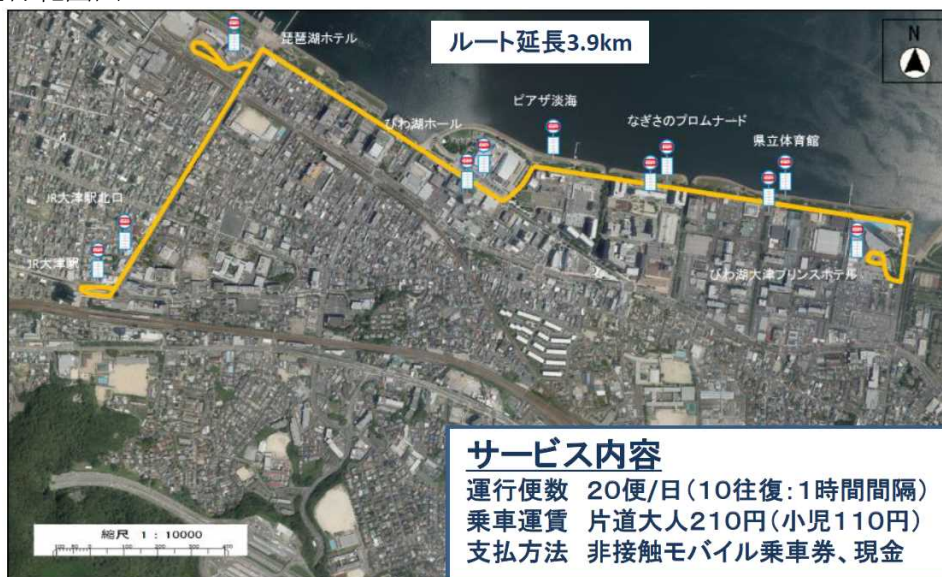 ルート延長3.9km
N
琵琶湖ホテル
びわ湖ホール
ピアザ淡海
なぎさのプロムナード
県立体育館
JR大津駅北口
JR大津駅
びわ湖大津プリンスホテル
サービス内容
運行便数 20便/日(10往復:1時間間隔)
乗車運賃 片道大人210円(小児110円)
支払方法 非接触モバイル乗車券、現金
縮尺 1 : 10000